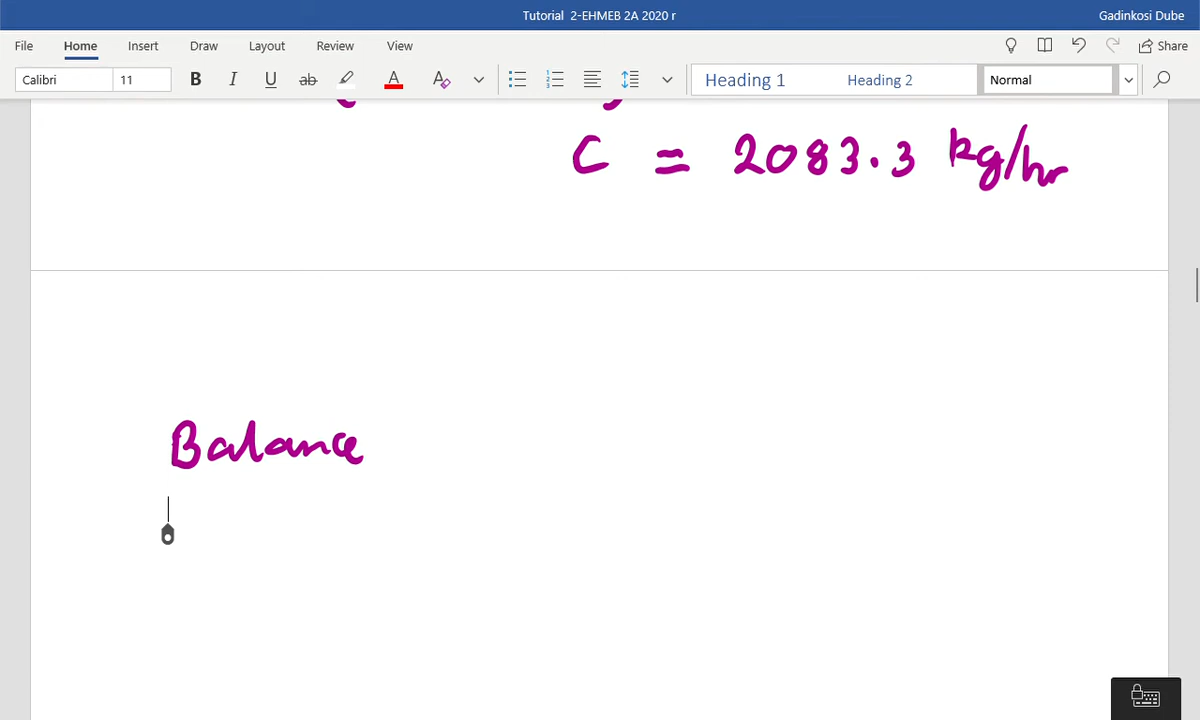 Tutorial 2-EHMEB 2A 2020 r
Gadinkosi Dube
File Home Insert Draw Layout Review View Share
Calibri 11 B I U ab A A Heading 1 Heading 2 Normal
C = 2083.3 kg/hr
Balance